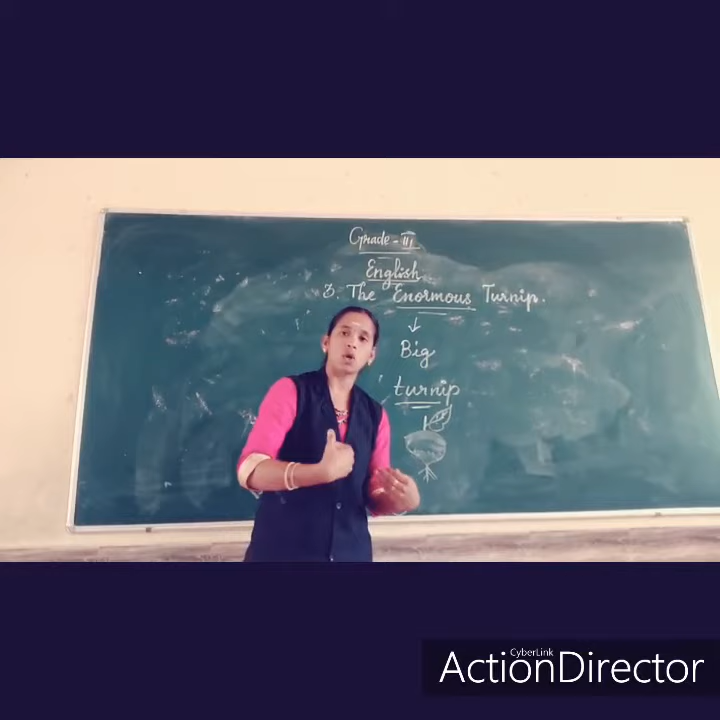 Grade - III
English
3. The Enormous Turnip.
↓
Big
turnip
CyberLink
ActionDirector